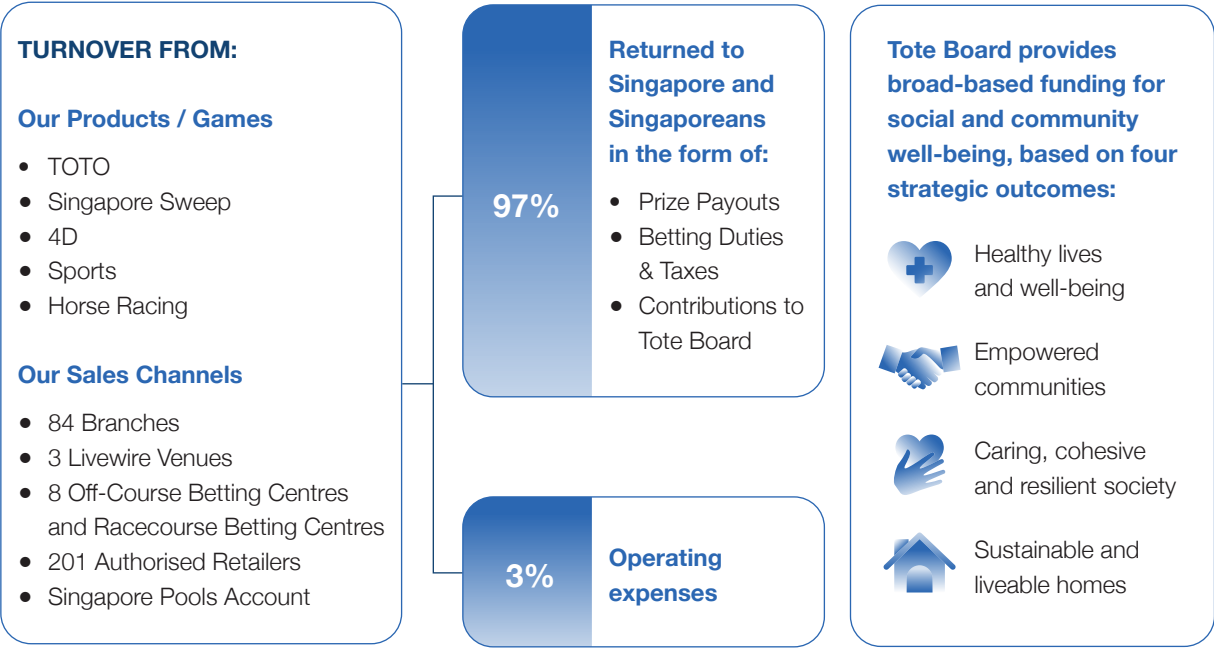 TURNOVER FROM:
Our Products / Games
• TOTO
• Singapore Sweep
• 4D
• Sports
• Horse Racing
Our Sales Channels
• 84 Branches
• 3 Livewire Venues
• 8 Off-Course Betting Centres
and Racecourse Betting Centres
• 201 Authorised Retailers
• Singapore Pools Account
97%
Returned to
Singapore and
Singaporeans
in the form of:
• Prize Payouts
• Betting Duties
& Taxes
• Contributions to
Tote Board
3%
Operating
expenses
Tote Board provides
broad-based funding for
social and community
well-being, based on four
strategic outcomes:
Healthy lives
and well-being
Empowered
communities
Caring, cohesive
and resilient society
Sustainable and
liveable homes